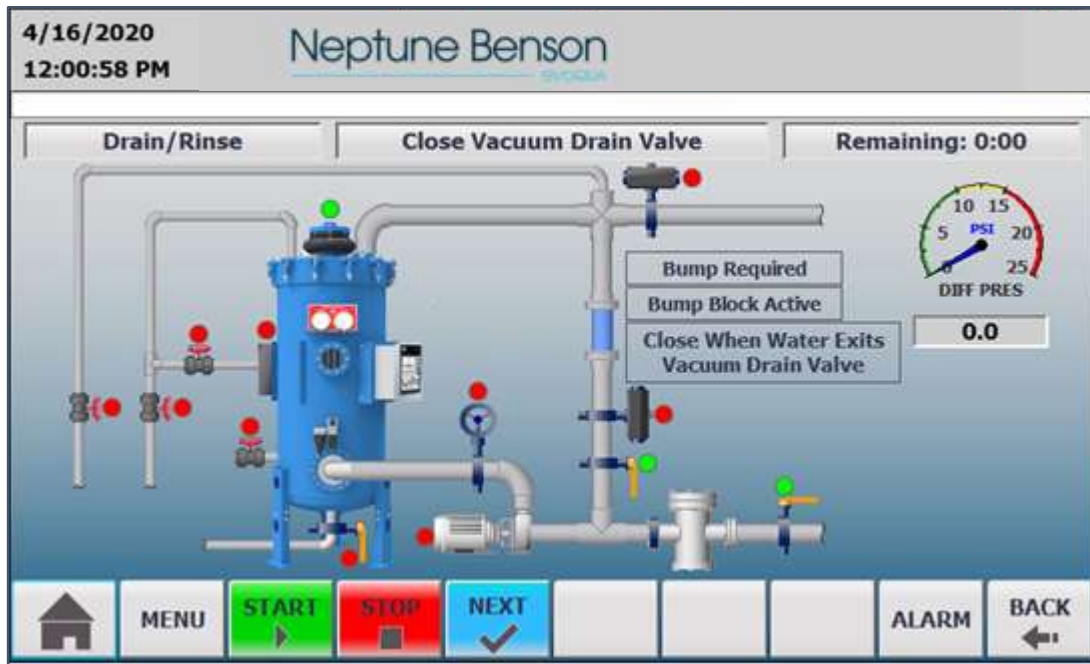 4/16/2020
12:00:58 PM
Neptune Benson
EVOQUA
Drain/Rinse
Close Vacuum Drain Valve
Remaining: 0:00
10 15
5 PSI 20
0 25
DIFF PRES
0.0
Bump Required
Bump Block Active
Close When Water Exits
Vacuum Drain Valve
MENU
START
STOP
NEXT
ALARM
BACK